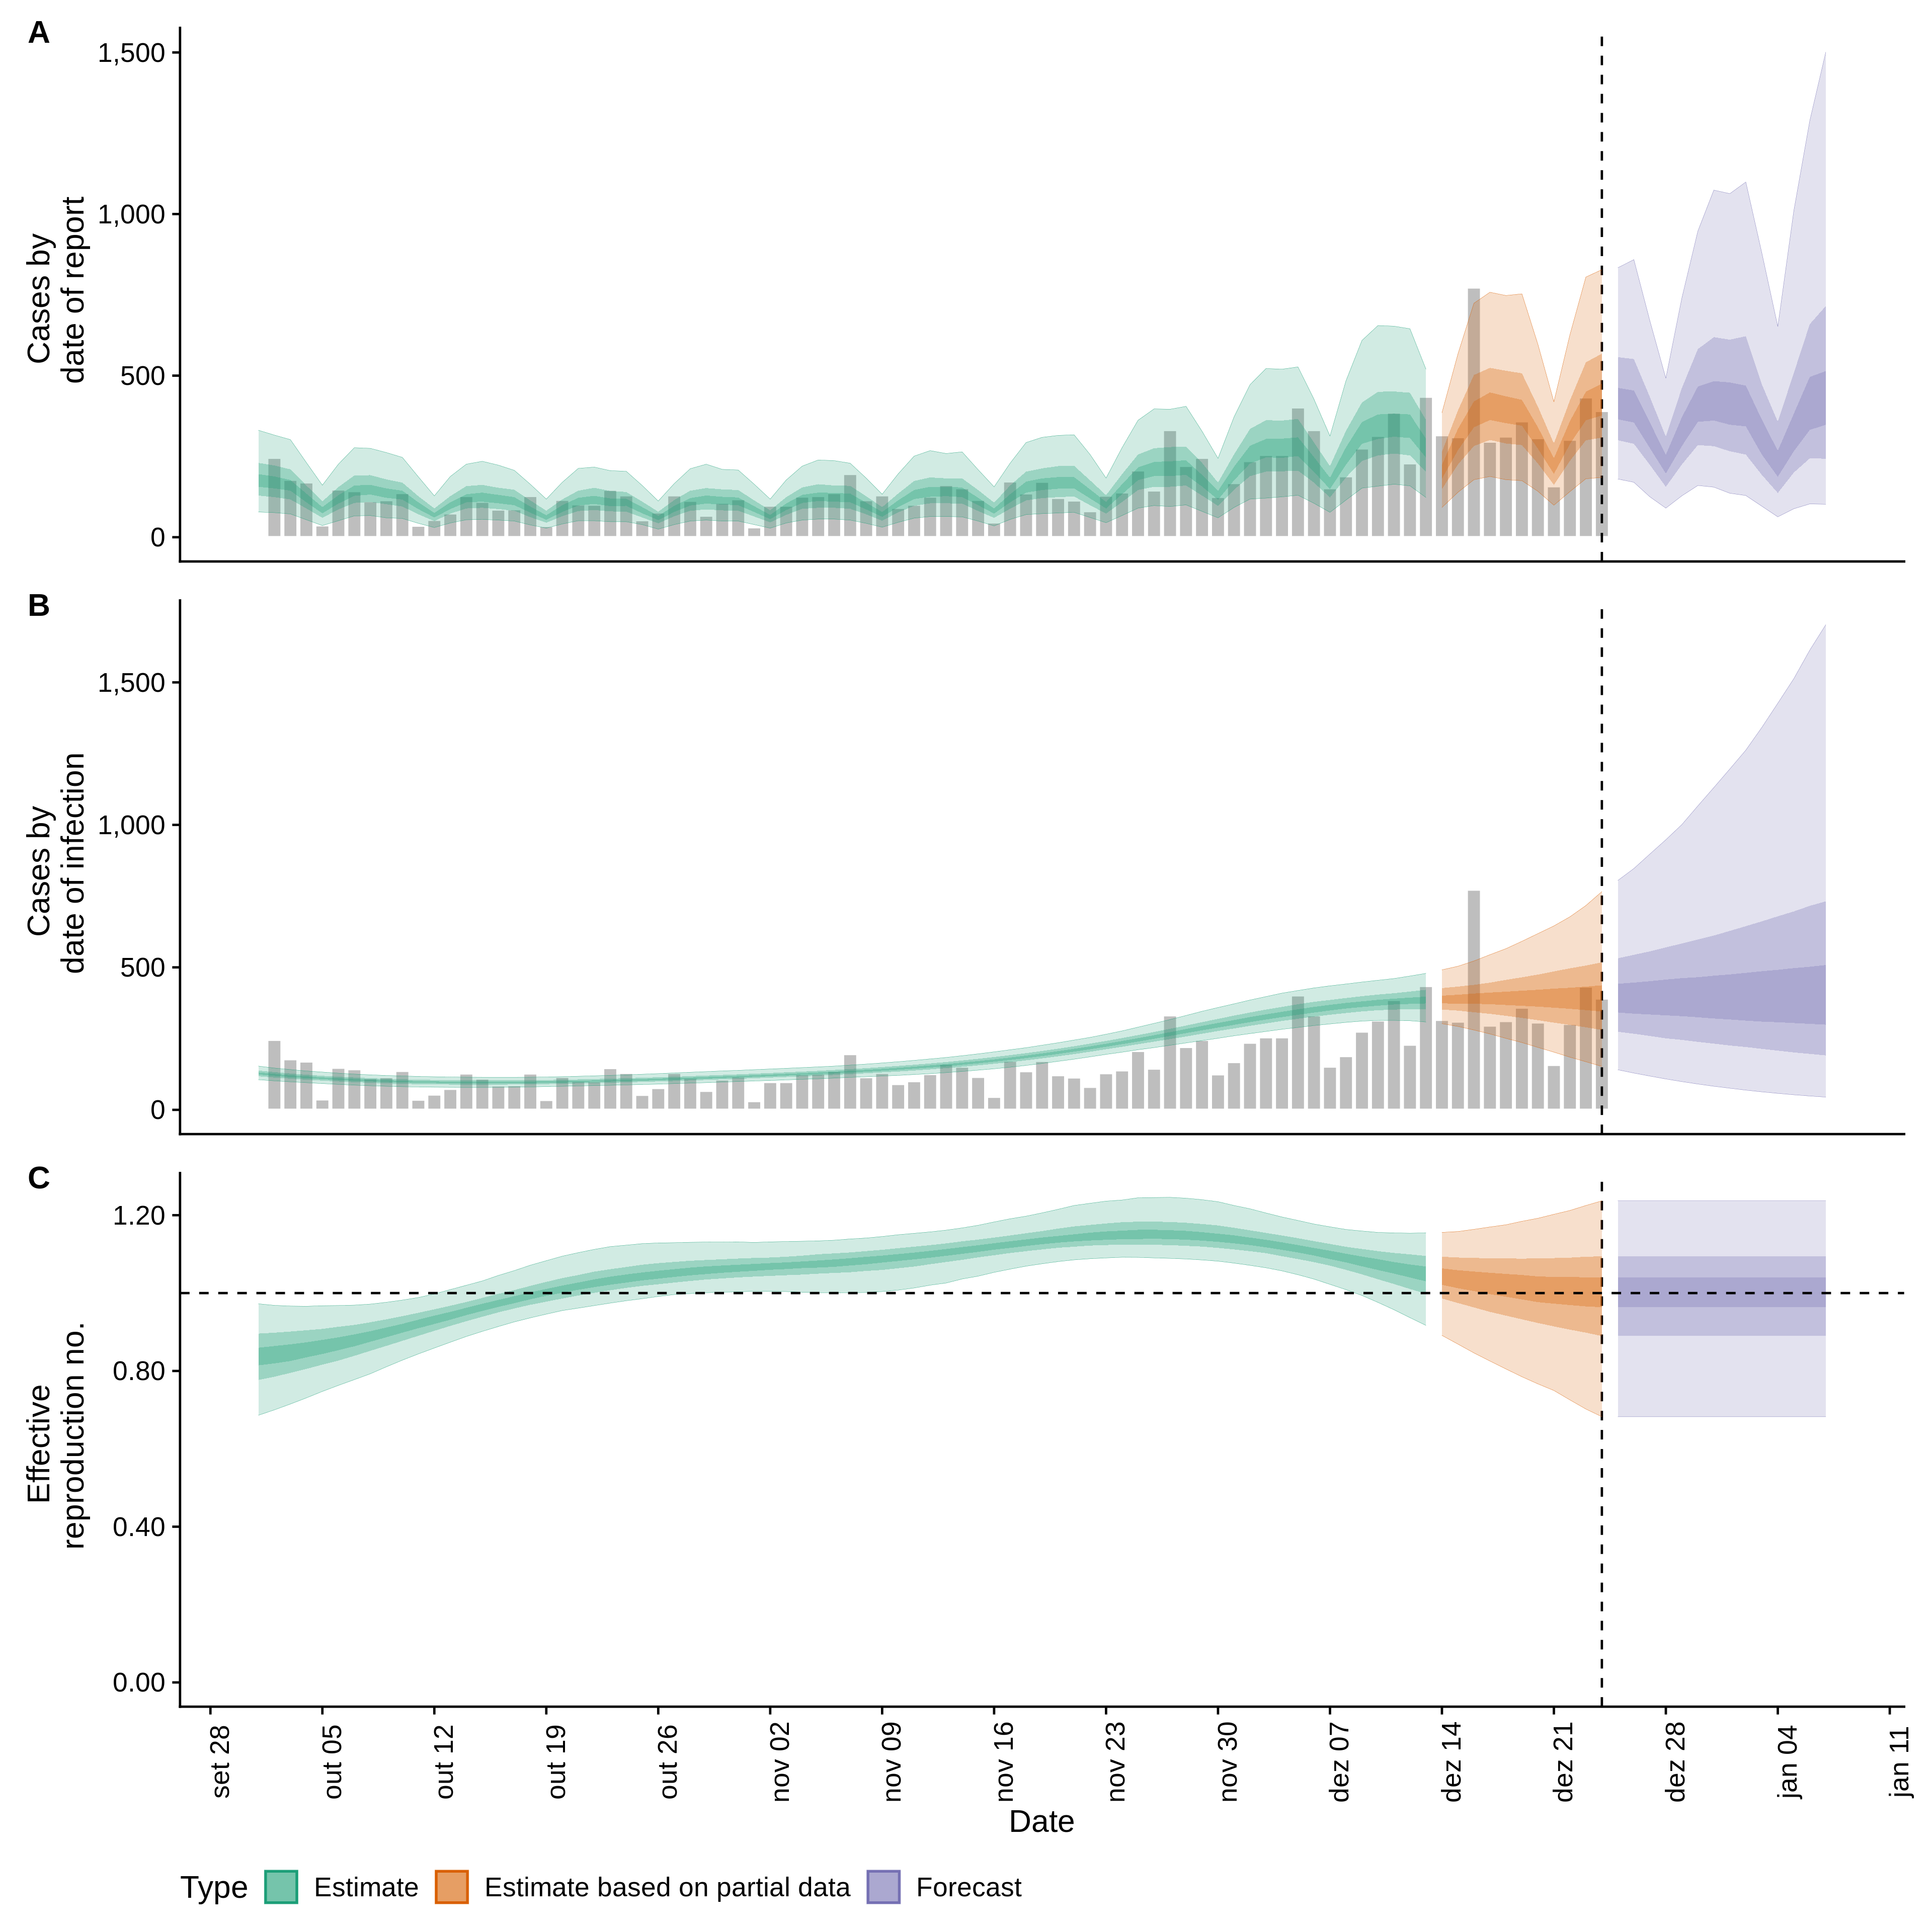 A
1,500
1,000
500
0
Cases by
date of report
B
1,500
1,000
500
0
Cases by
date of infection
C
1.20
0.80
0.40
0.00
Effective
reproduction no.
set 28
out 05
out 12
out 19
out 26
nov 02
nov 09
nov 16
nov 23
nov 30
dez 07
dez 14
dez 21
dez 28
jan 04
jan 11
Date
Type Estimate Estimate based on partial data Forecast